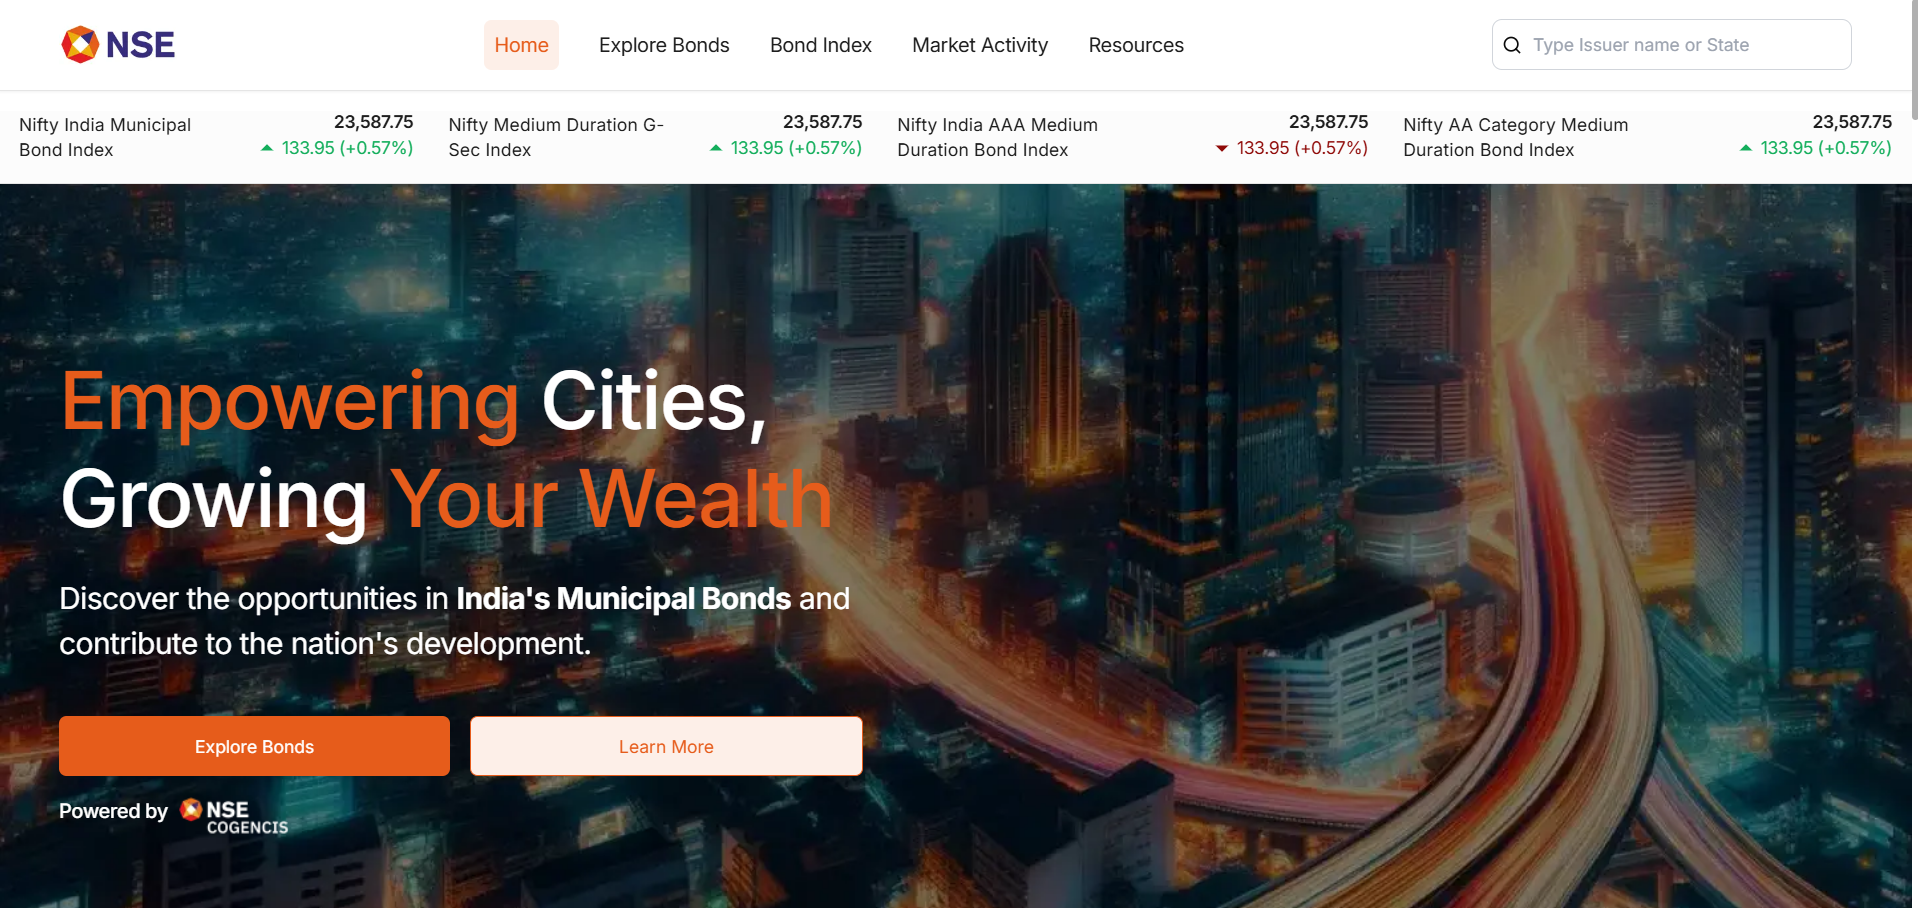 NSE
Home
Explore Bonds
Bond Index
Market Activity
Resources
Type Issuer name or State
Nifty India Municipal
Bond Index
23,587.75
133.95 (+0.57%)
Nifty Medium Duration G-
Sec Index
23,587.75
133.95 (+0.57%)
Nifty India AAA Medium
Duration Bond Index
23,587.75
133.95 (+0.57%)
Nifty AA Category Medium
Duration Bond Index
23,587.75
133.95 (+0.57%)
Empowering Cities,
Growing Your Wealth
Discover the opportunities in India's Municipal Bonds and
contribute to the nation's development.
Explore Bonds
Learn More
Powered by NSE
COGENCIS